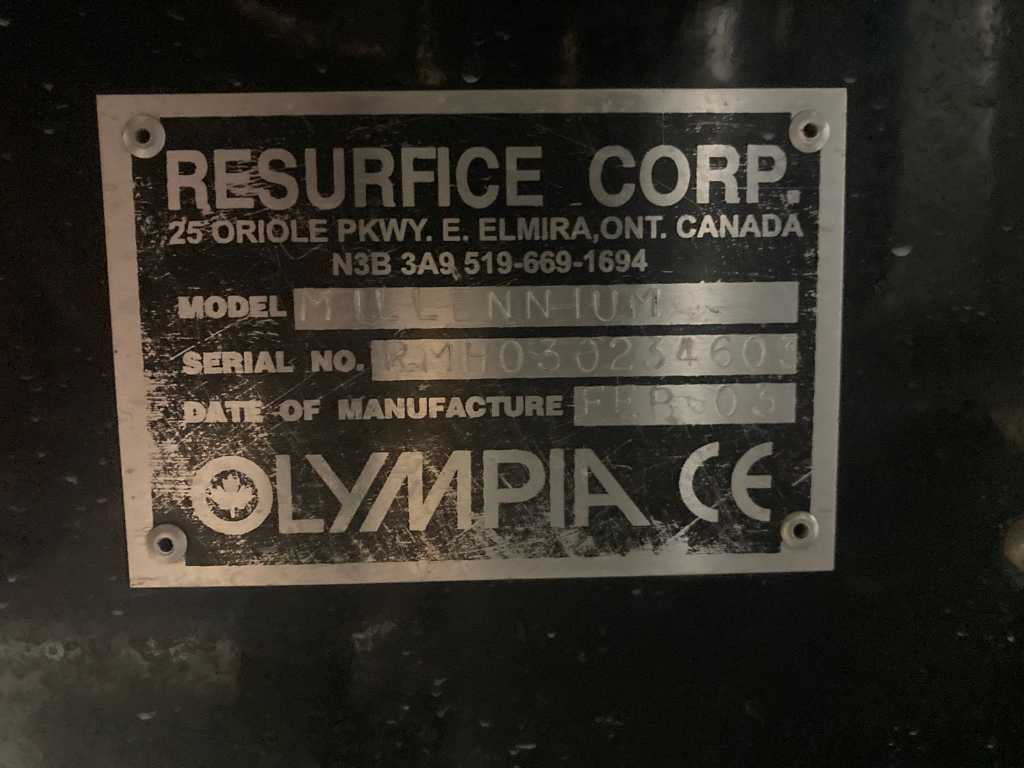 RESURFICE CORP.
25 ORIOLE PKWY. E. ELMIRA, ONT. CANADA
N3B 3A9 519-669-1694
MODEL MILLENNIUM
SERIAL NO. RMH030234603
DATE OF MANUFACTURE FEB 03
OLYMPIA CE